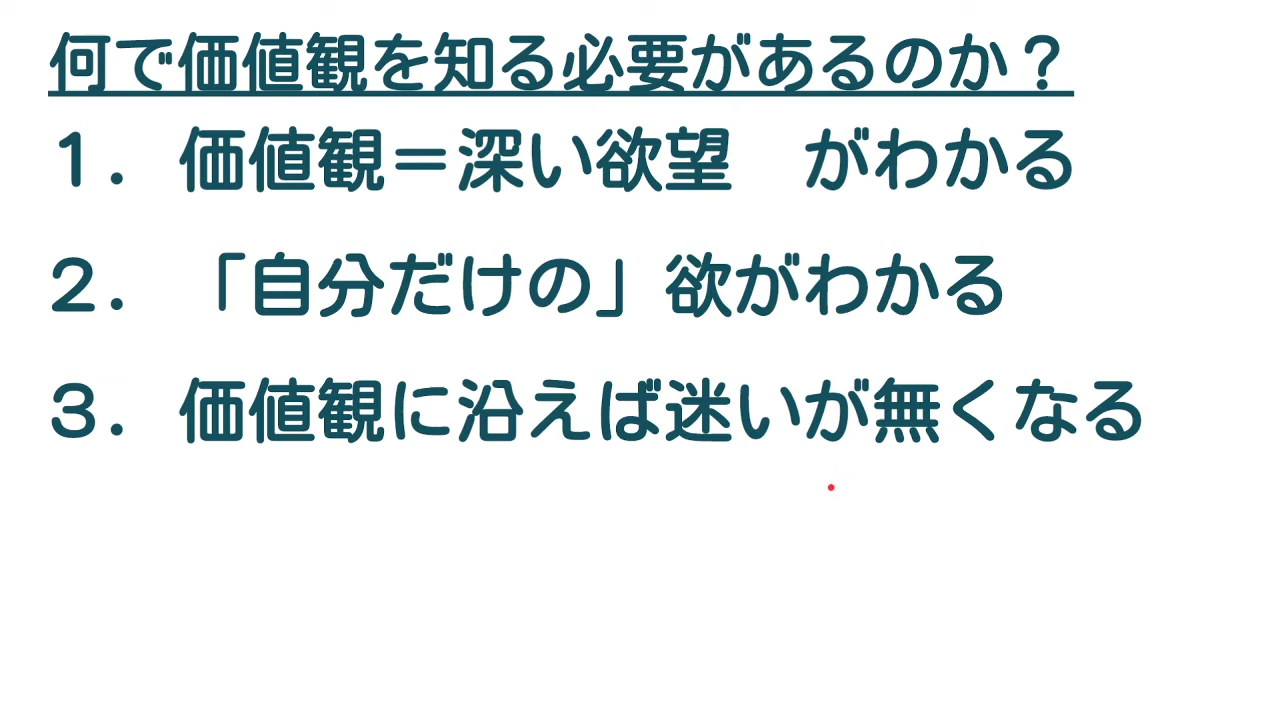 何で価値観を知る必要があるのか？
１．価値観＝深い欲望　がわかる
２．「自分だけの」欲がわかる
３．価値観に沿えば迷いが無くなる